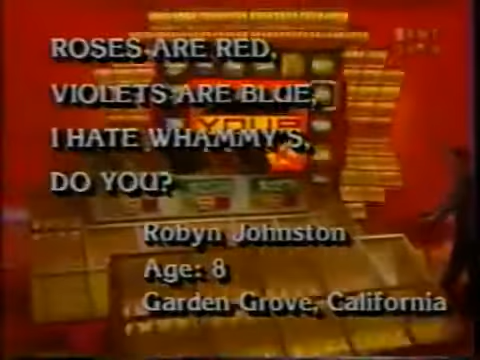 ROSES ARE RED,
VIOLETS ARE BLUE,
I HATE WHAMMY'S,
DO YOU?
Robyn Johnston
Age: 8
Garden Grove, California